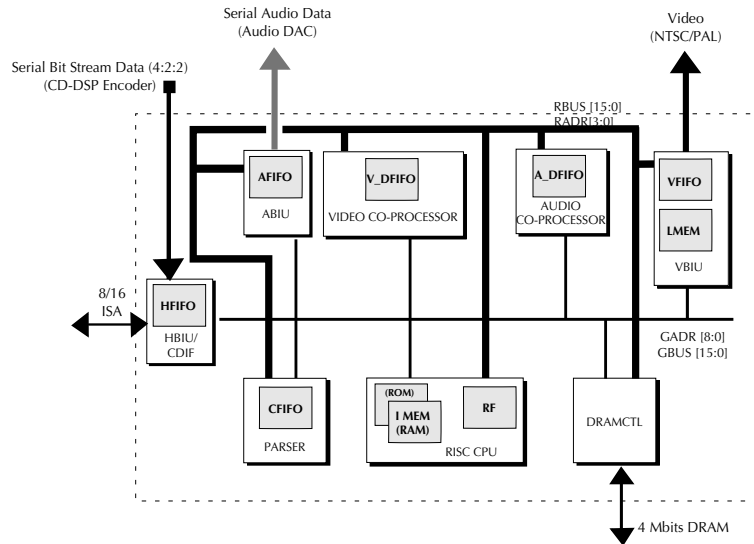 Serial Audio Data
(Audio DAC)
Video
(NTSC/PAL)
Serial Bit Stream Data (4:2:2)
(CD-DSP Encoder)
RBUS [15:0]
RADR[3:0]
AFIFO
ABIU
V_DFIFO
VIDEO CO-PROCESSOR
A_DFIFO
AUDIO
CO-PROCESSOR
VFIFO
LMEM
VBIU
8/16
ISA
HFIFO
HBIU/
CDIF
GADR [8:0]
GBUS [15:0]
CFIFO
PARSER
(ROM)
I MEM
(RAM)
RF
RISC CPU
DRAMCTL
4 Mbits DRAM